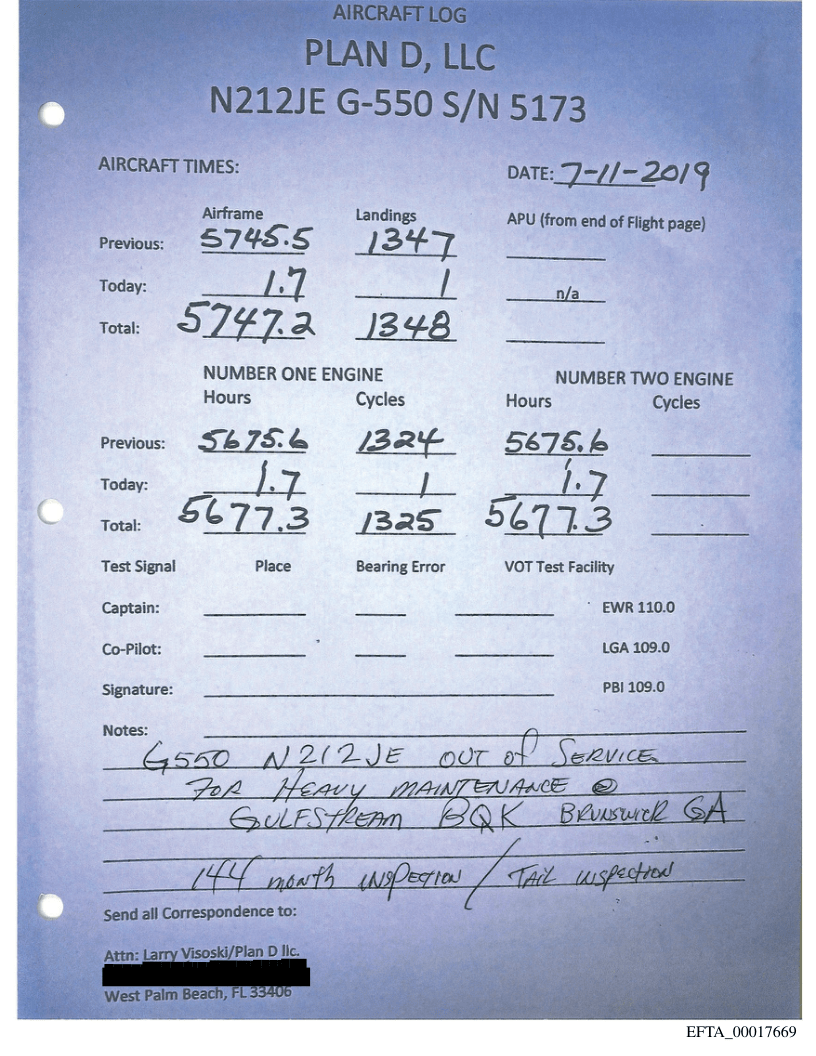 AIRCRAFT LOG
PLAN D, LLC
N212JE G-550 S/N 5173
AIRCRAFT TIMES:
DATE: 7-11-2019
Airframe Landings APU (from end of Flight page)
Previous: 5745.5 1347
Today: 1.7 1 n/a
Total: 5747.2 1348
NUMBER ONE ENGINE NUMBER TWO ENGINE
Hours Cycles Hours Cycles
Previous: 5675.6 1324 5675.6
Today: 1.7 1 1.7
Total: 5677.3 1325 5677.3
Test Signal Place Bearing Error VOT Test Facility
Captain: EWR 110.0
Co-Pilot: LGA 109.0
Signature: PBI 109.0
Notes:
G550 N212JE OUT of SERVICE
FOR HEAVY MAINTENANCE @
GULFSTREAM BQK BRUNSWICK GA
144 month INSPECTION / TAIL INSPECTION
Send all Correspondence to:
Attn: Larry Visoski/Plan D llc.
West Palm Beach, FL 33406
EFTA_00017669